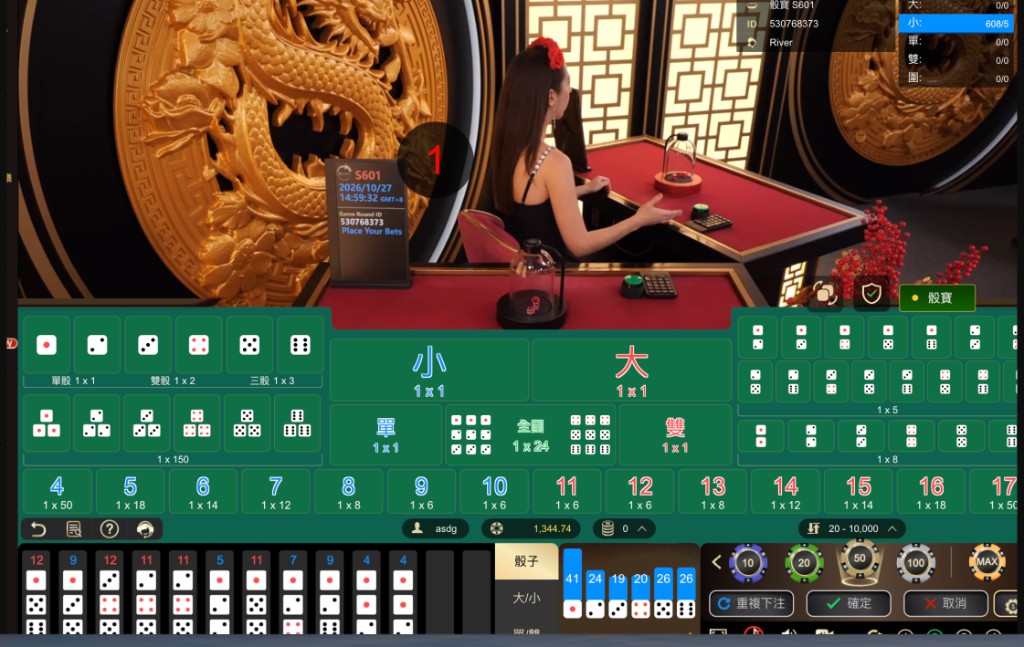 骰寶 S601
ID 530768373
River
大: 0/0
小: 608/5
單: 0/0
雙: 0/0
圍: 0/0
1
S601
2026/10/27
14:59:32 GMT+8
Game Round ID
530768373
Place Your Bets
骰寶
單骰 1 x 1
雙骰 1 x 2
三骰 1 x 3
1 x 150
小
1 x 1
大
1 x 1
單
1 x 1
全圍
1 x 24
雙
1 x 1
1 x 5
1 x 8
4
1 x 50
5
1 x 18
6
1 x 14
7
1 x 12
8
1 x 8
9
1 x 6
10
1 x 6
11
1 x 6
12
1 x 6
13
1 x 8
14
1 x 12
15
1 x 14
16
1 x 18
17
1 x 50
asdg
1,344.74
0
20 - 10,000
12 9 12 11 11 5 11 7 9 4 4
骰子
大/小
單/雙
41 24 19 20 26 26
10
20
50
100
MAX
重複下注
確定
取消